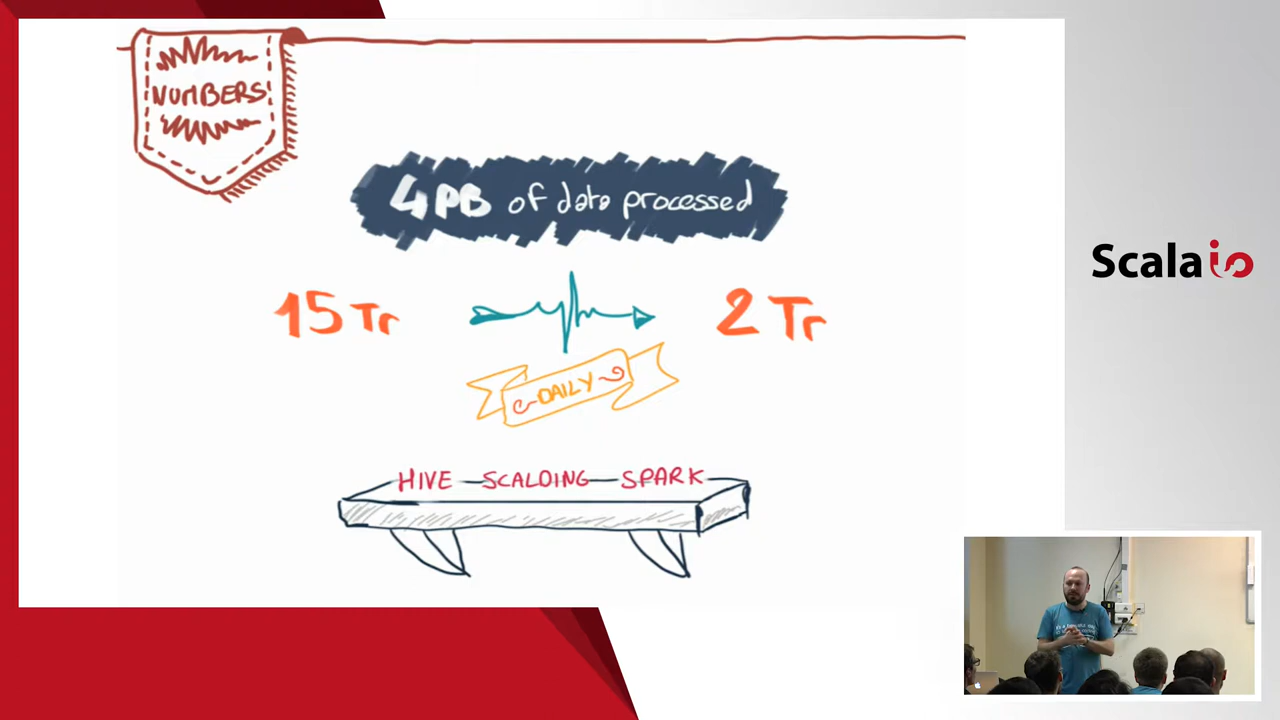 NUMBERS
4PB of data processed
15 Tr
2 Tr
DAILY
HIVE SCALDING SPARK
Scala io